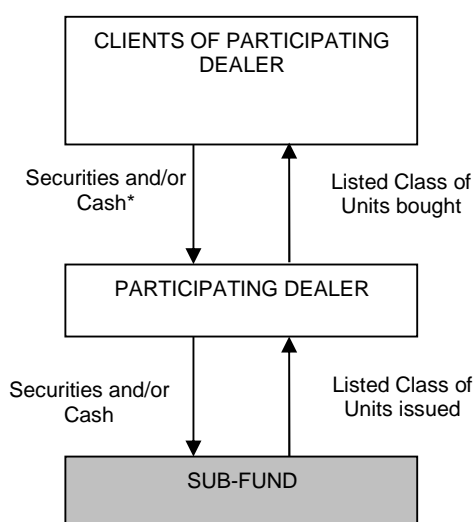 CLIENTS OF PARTICIPATING
DEALER
Securities and/or
Cash*
Listed Class of
Units bought
PARTICIPATING DEALER
Securities and/or
Cash
Listed Class of
Units issued
SUB-FUND